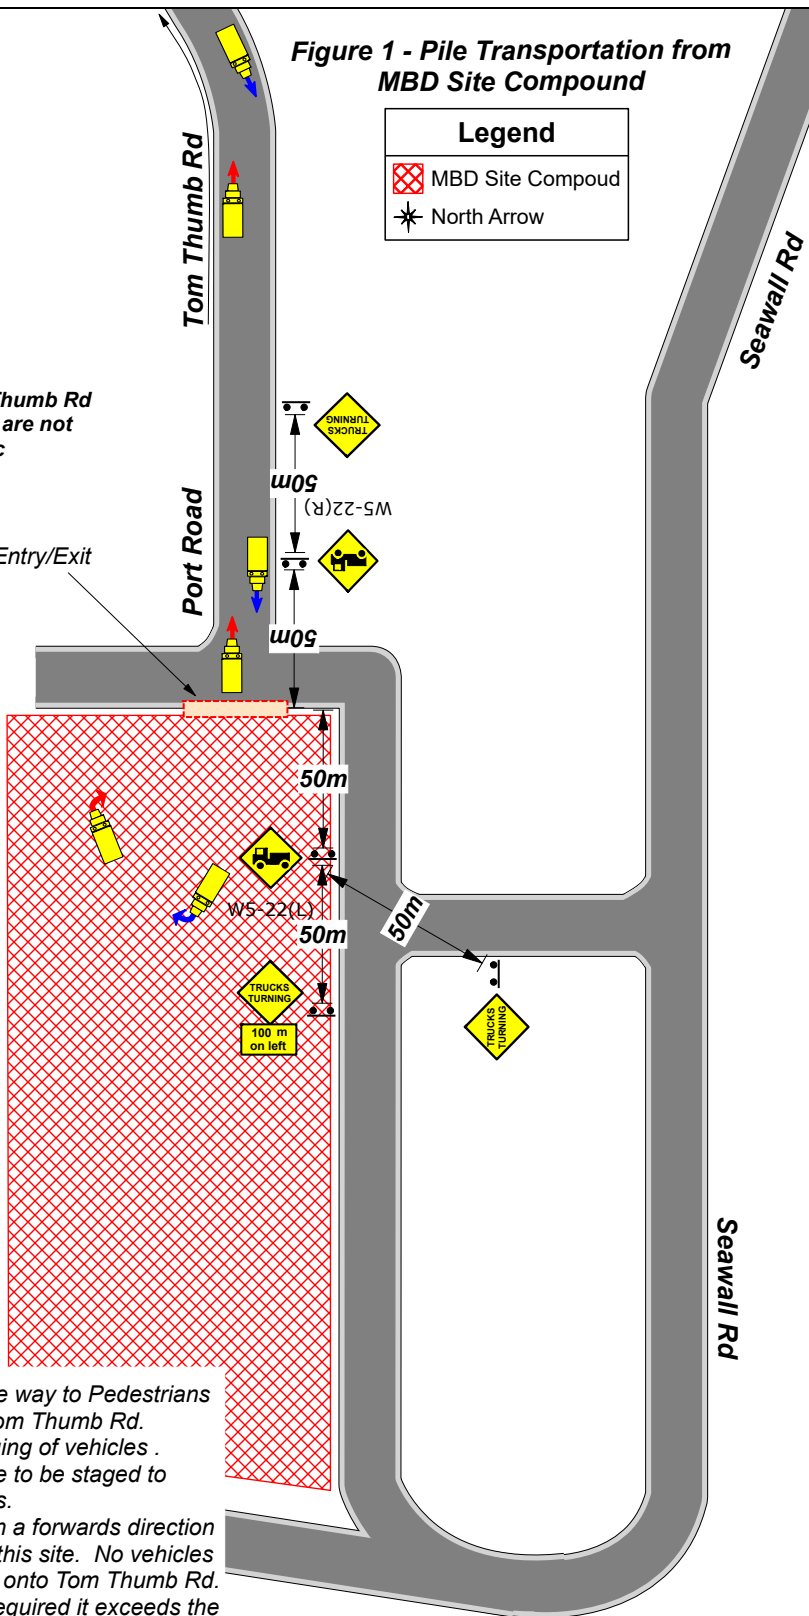 Figure 1 - Pile Transportation from
MBD Site Compound
Legend
MBD Site Compoud
North Arrow
Tom Thumb Rd
Seawall Rd
Thumb Rd
are not
TRUCKS
TURNING
50m
W5-22(R)
Port Road
Entry/Exit
50m
50m
W5-22(L)
50m
50m
TRUCKS
TURNING
100 m
on left
TRUCKS
TURNING
Seawall Rd
way to Pedestrians
Tom Thumb Rd.
of vehicles .
to be staged to
a forwards direction
this site. No vehicles
onto Tom Thumb Rd.
required it exceeds the